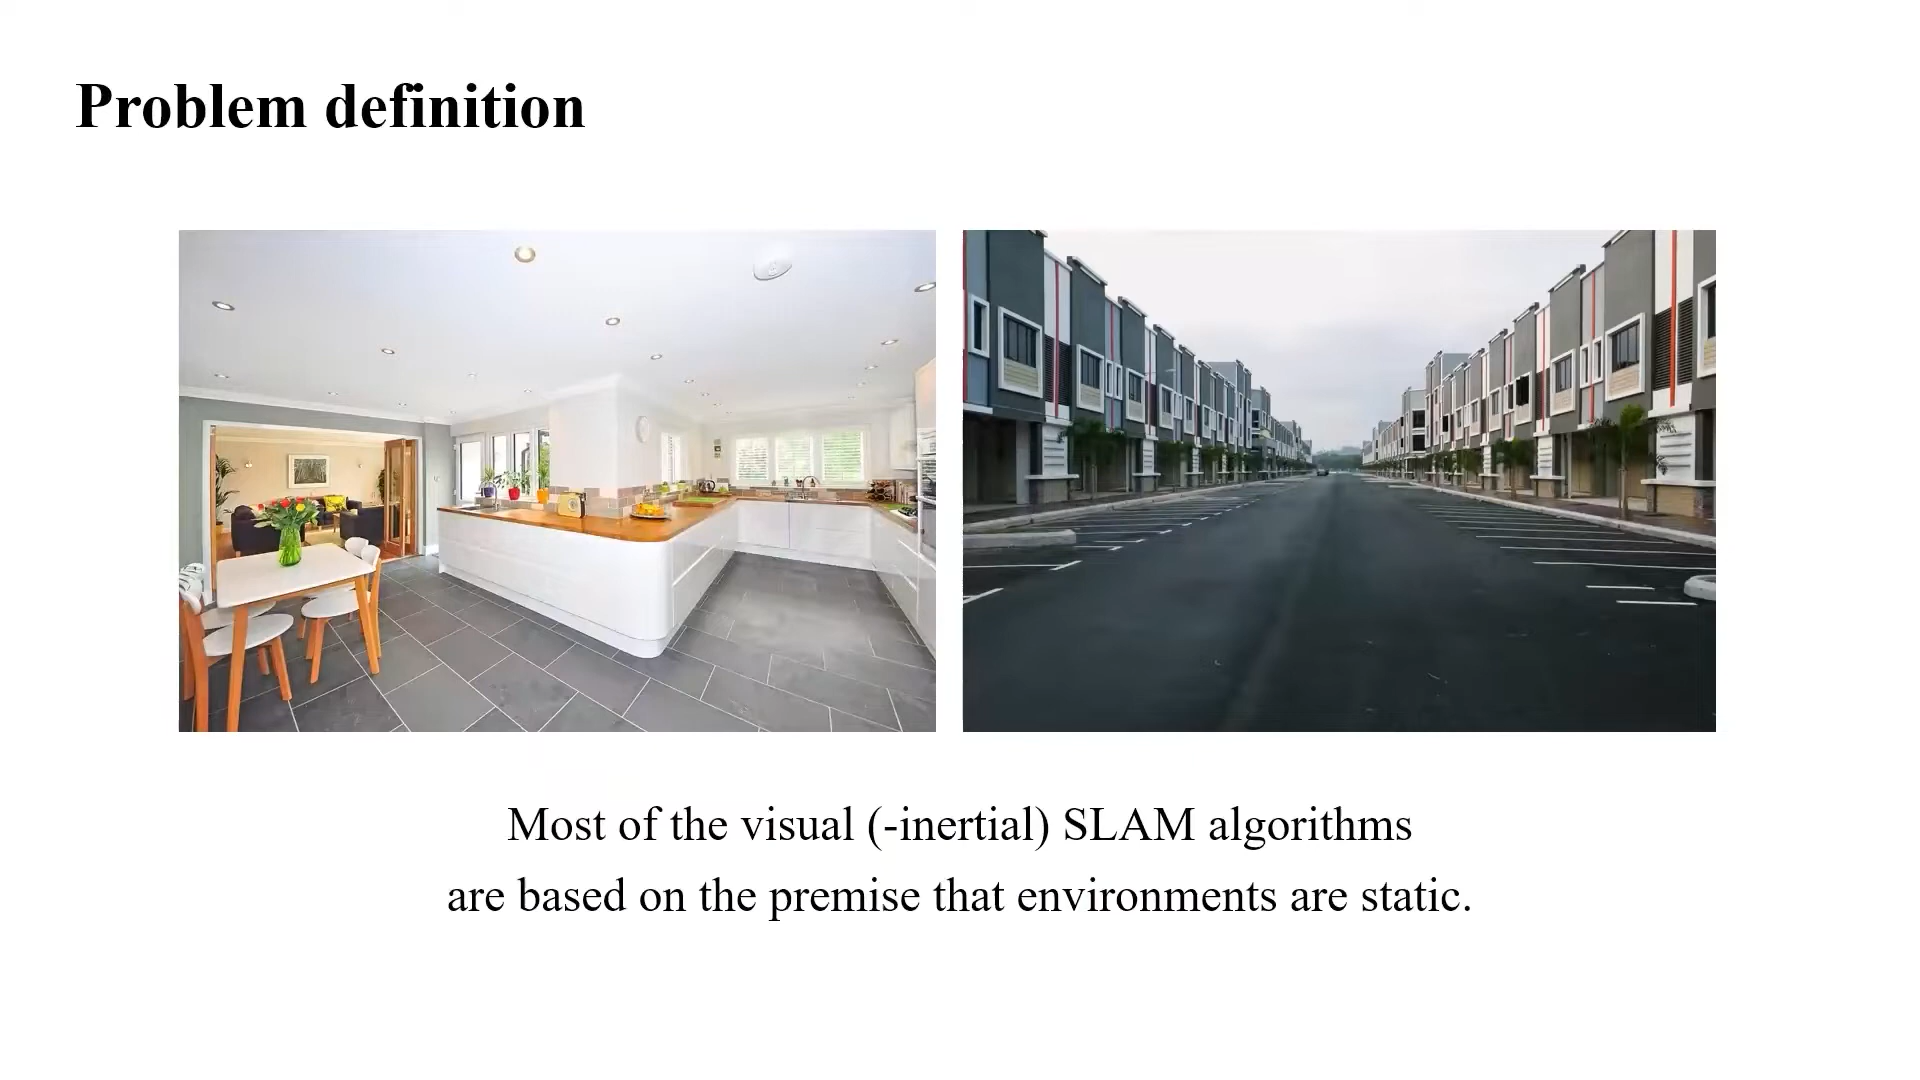 Problem definition
Most of the visual (-inertial) SLAM algorithms
are based on the premise that environments are static.